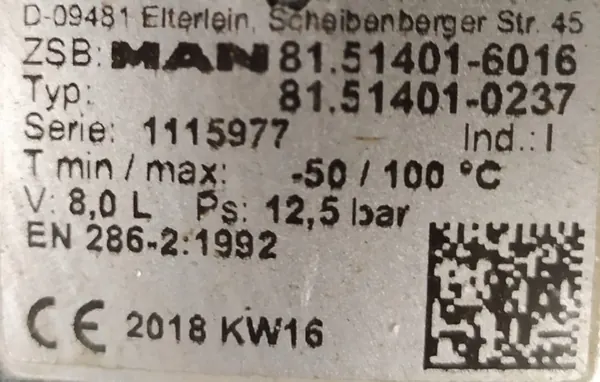 D-09481 Elterlein, Scheibenberger Str. 45
ZSB: MAN 81.51401-6016
Typ: 81.51401-0237
Serie: 1115977 Ind.: I
T min / max: -50 / 100 °C
V: 8,0 L Ps: 12,5 bar
EN 286-2:1992
CE 2018 KW16